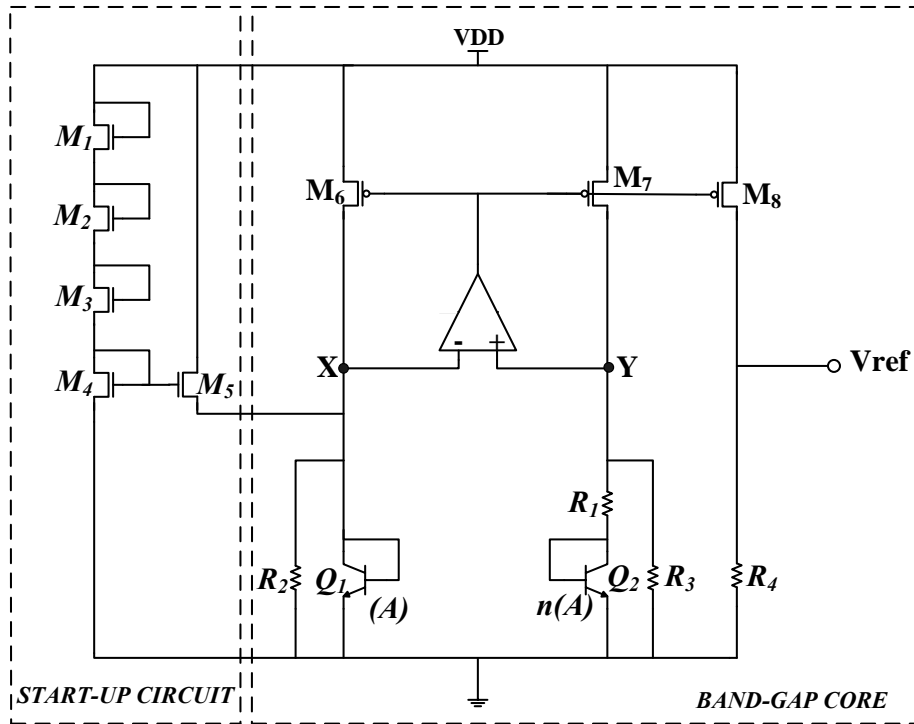 VDD
M1
M2
M3
M4
M5
M6
M7
M8
-
+
X
Y
Vref
R1
R2
Q1
(A)
n(A)
Q2
R3
R4
START-UP CIRCUIT
BAND-GAP CORE